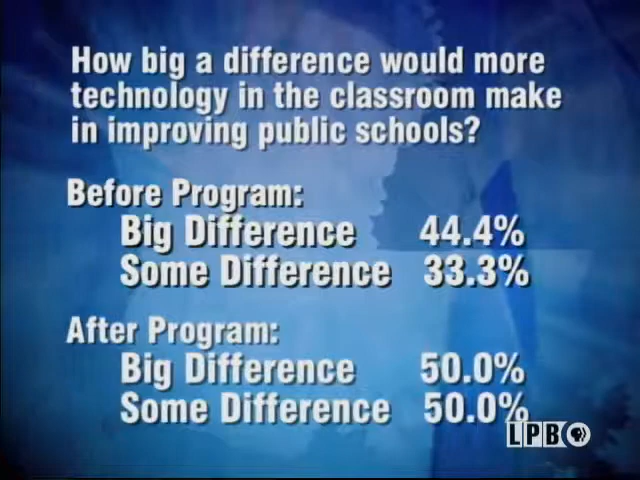 How big a difference would more
technology in the classroom make
in improving public schools?
Before Program:
Big Difference 44.4%
Some Difference 33.3%
After Program:
Big Difference 50.0%
Some Difference 50.0%
LPB